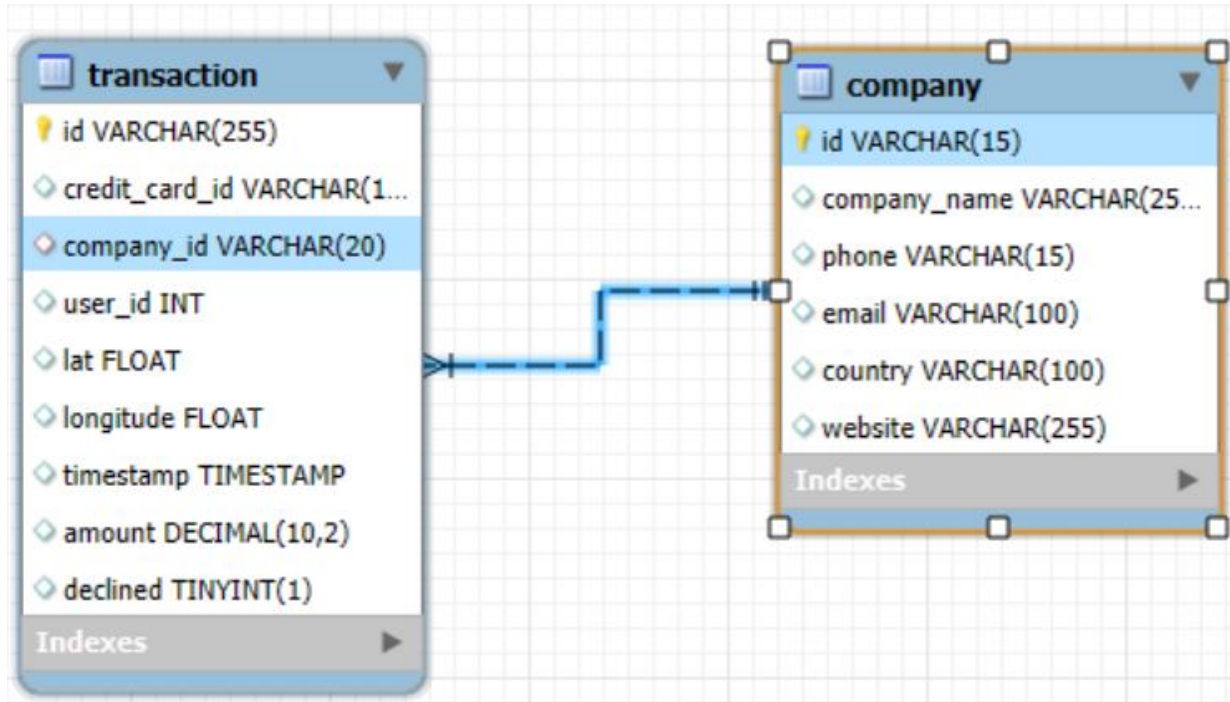 transaction
id VARCHAR(255)
credit_card_id VARCHAR(1...
company_id VARCHAR(20)
user_id INT
lat FLOAT
longitude FLOAT
timestamp TIMESTAMP
amount DECIMAL(10,2)
declined TINYINT(1)
Indexes
company
id VARCHAR(15)
company_name VARCHAR(25...
phone VARCHAR(15)
email VARCHAR(100)
country VARCHAR(100)
website VARCHAR(255)
Indexes